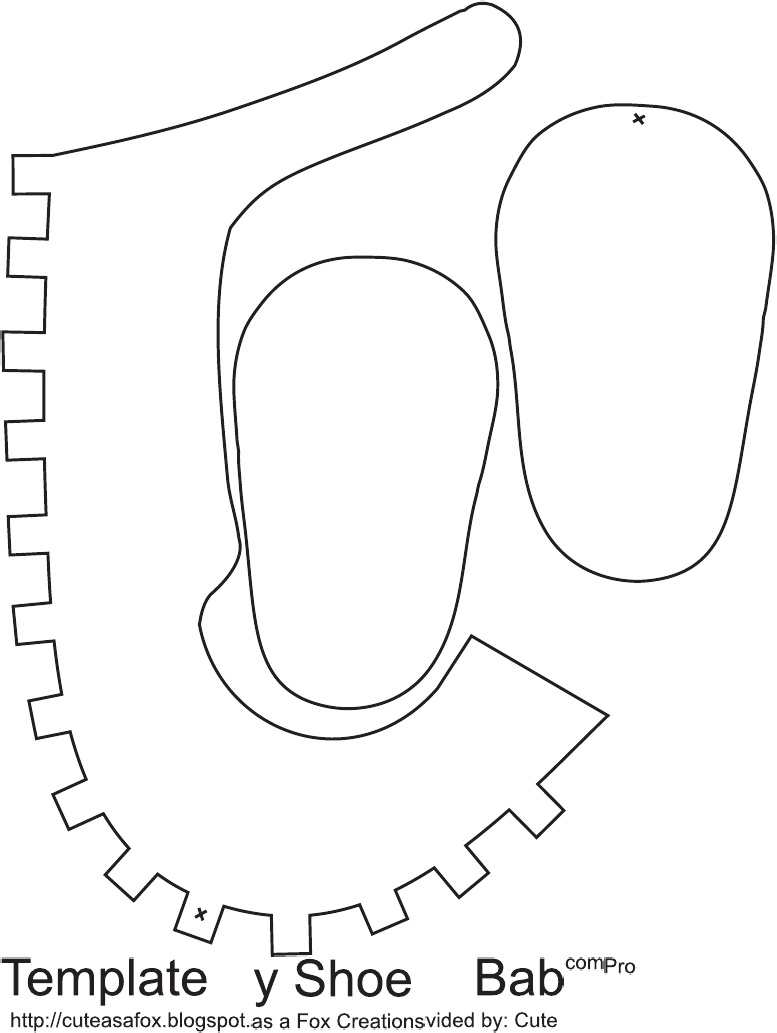 Template y Shoe Bab comPro
http://cuteasafox.blogspot.as a Fox Creationsvided by: Cute